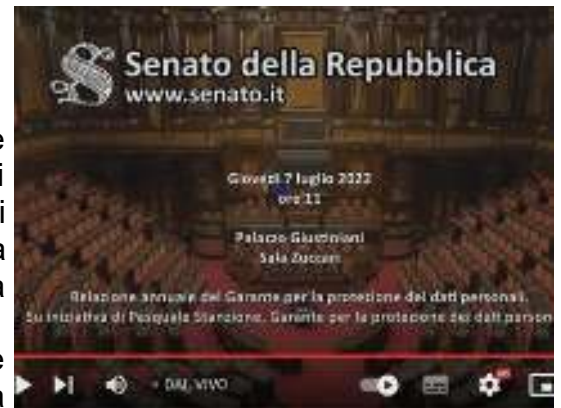 Senato della Repubblica
www.senato.it
Giovedì 7 luglio 2022
ore 11
Palazzo Giustiniani
Sala Zuccari
Relazione annuale del Garante per la protezione dei dati personali.
Su iniziativa di Pasquale Stanzione, Garante per la protezione dei dati person
DAL VIVO
e
i
i
a
a
e
a